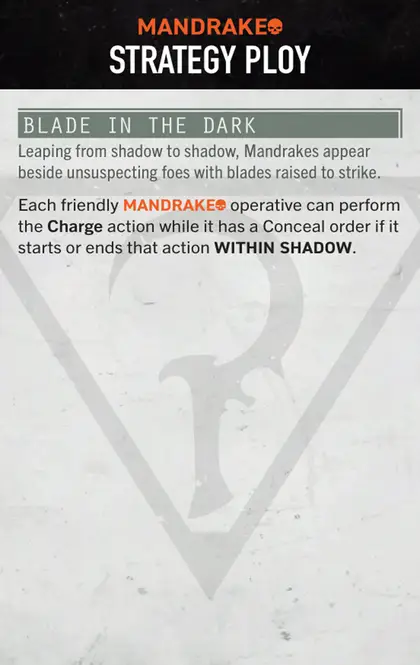 MANDRAKE
STRATEGY PLOY
BLADE IN THE DARK
Leaping from shadow to shadow, Mandrakes appear
beside unsuspecting foes with blades raised to strike.
Each friendly MANDRAKE operative can perform
the Charge action while it has a Conceal order if it
starts or ends that action WITHIN SHADOW.